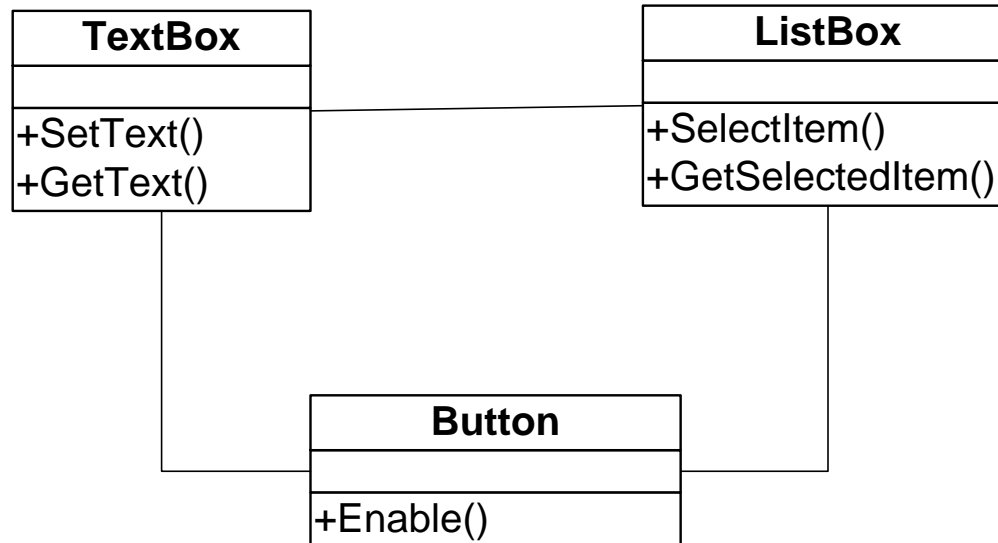 TextBox
+SetText()
+GetText()
ListBox
+SelectItem()
+GetSelectedItem()
Button
+Enable()